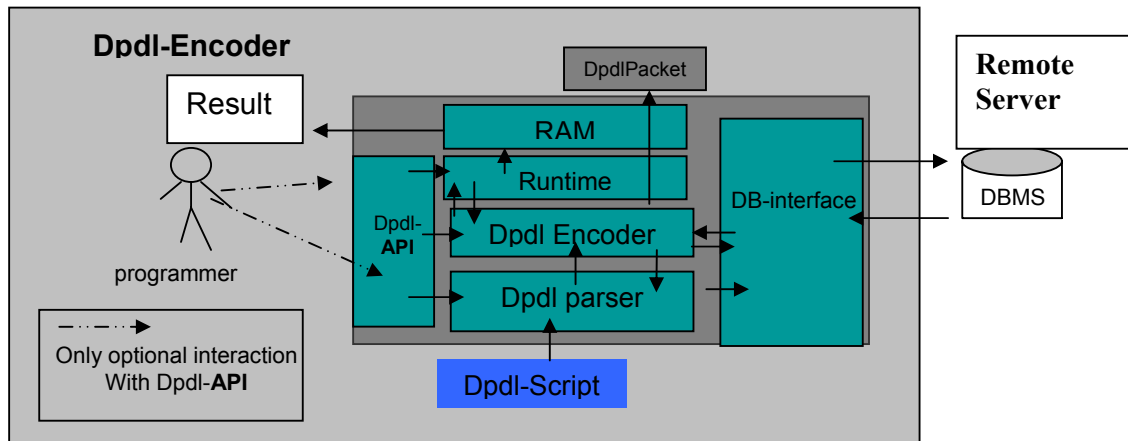 Dpdl-Encoder
DpdlPacket
Remote
Server
Result
RAM
Runtime
DB-interface
DBMS
Dpdl-
API
Dpdl Encoder
programmer
Dpdl parser
Only optional interaction
With Dpdl-API
Dpdl-Script